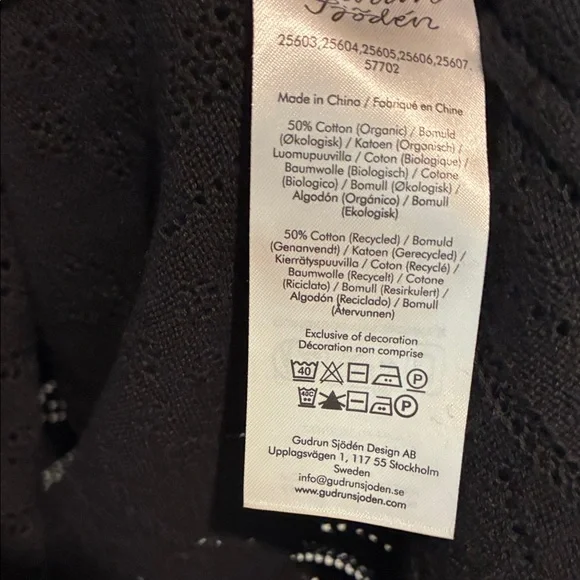 Gudrun
Sjödén
25603,25604,25605,25606,25607,
57702
Made in China / Fabriqué en Chine
50% Cotton (Organic) / Bomuld
(Økologisk) / Katoen (Organisch) /
Luomupuuvilla / Coton (Biologique) /
Baumwolle (Biologisch) / Cotone
(Biologico) / Bomull (Økologisk) /
Algodón (Orgánico) / Bomull
(Ekologisk)
50% Cotton (Recycled) / Bomuld
(Genanvendt) / Katoen (Gerecycled) /
Kierrätyspuuvilla / Coton (Recyclé) /
Baumwolle (Recycelt) / Cotone
(Riciclato) / Bomull (Resirkulert) /
Algodón (Reciclado) / Bomull
(Återvunnen)
Exclusive of decoration
Décoration non comprise
40 P
40C P
Gudrun Sjödén Design AB
Upplagsvägen 1, 117 55 Stockholm
Sweden
info@gudrunsjoden.se
www.gudrunsjoden.com